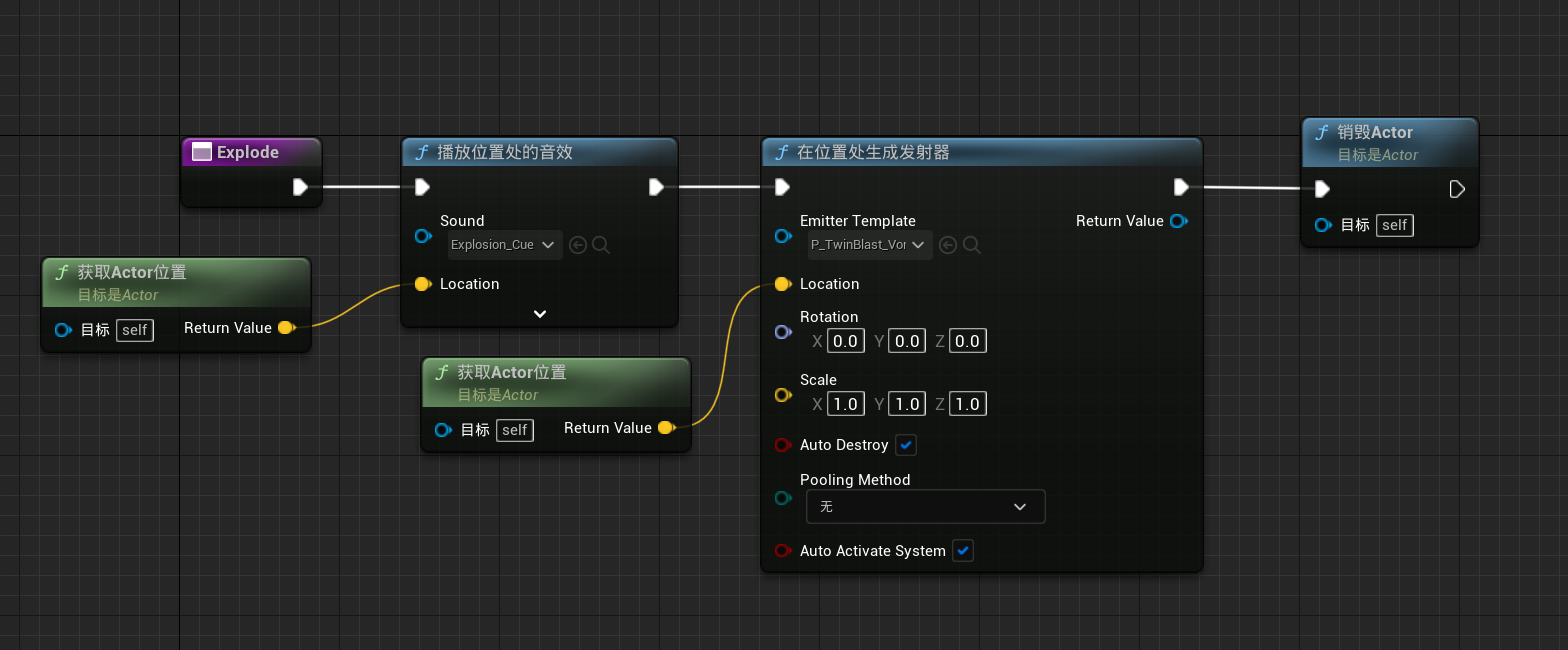 Explode
播放位置处的音效
Sound
Explosion_Cue
Location
获取Actor位置
目标是Actor
目标 self Return Value
获取Actor位置
目标是Actor
目标 self Return Value
在位置处生成发射器
Emitter Template Return Value
P_TwinBlast_Vor
Location
Rotation
X 0.0 Y 0.0 Z 0.0
Scale
X 1.0 Y 1.0 Z 1.0
Auto Destroy
Pooling Method
无
Auto Activate System
销毁Actor
目标是Actor
目标 self